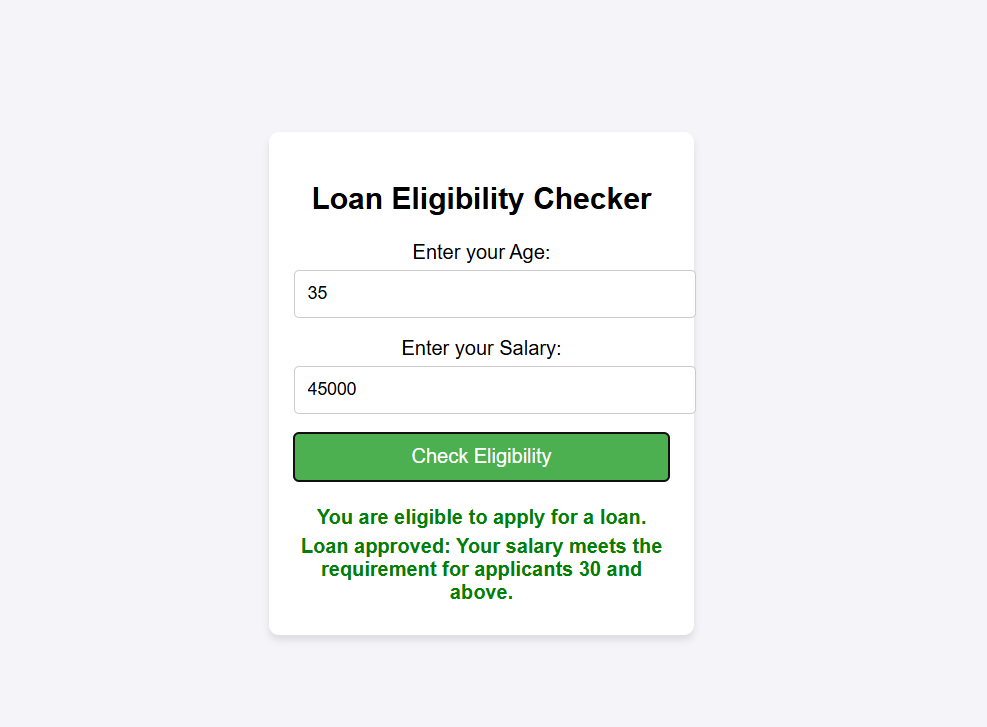 Loan Eligibility Checker
Enter your Age:
35
Enter your Salary:
45000
Check Eligibility
You are eligible to apply for a loan.
Loan approved: Your salary meets the
requirement for applicants 30 and
above.